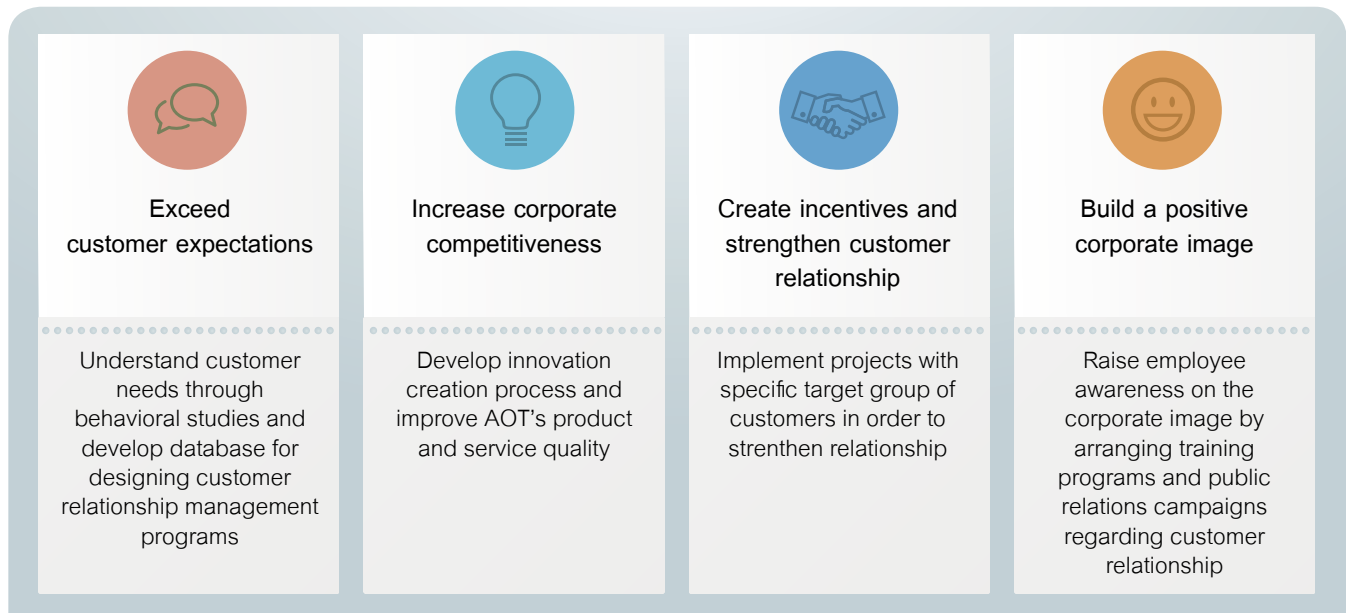 Exceed
customer expectations
Understand customer
needs through
behavioral studies and
develop database for
designing customer
relationship management
programs
Increase corporate
competitiveness
Develop innovation
creation process and
improve AOT's product
and service quality
Create incentives and
strengthen customer
relationship
Implement projects with
specific target group of
customers in order to
strenthen relationship
Build a positive
corporate image
Raise employee
awareness on the
corporate image by
arranging training
programs and public
relations campaigns
regarding customer
relationship